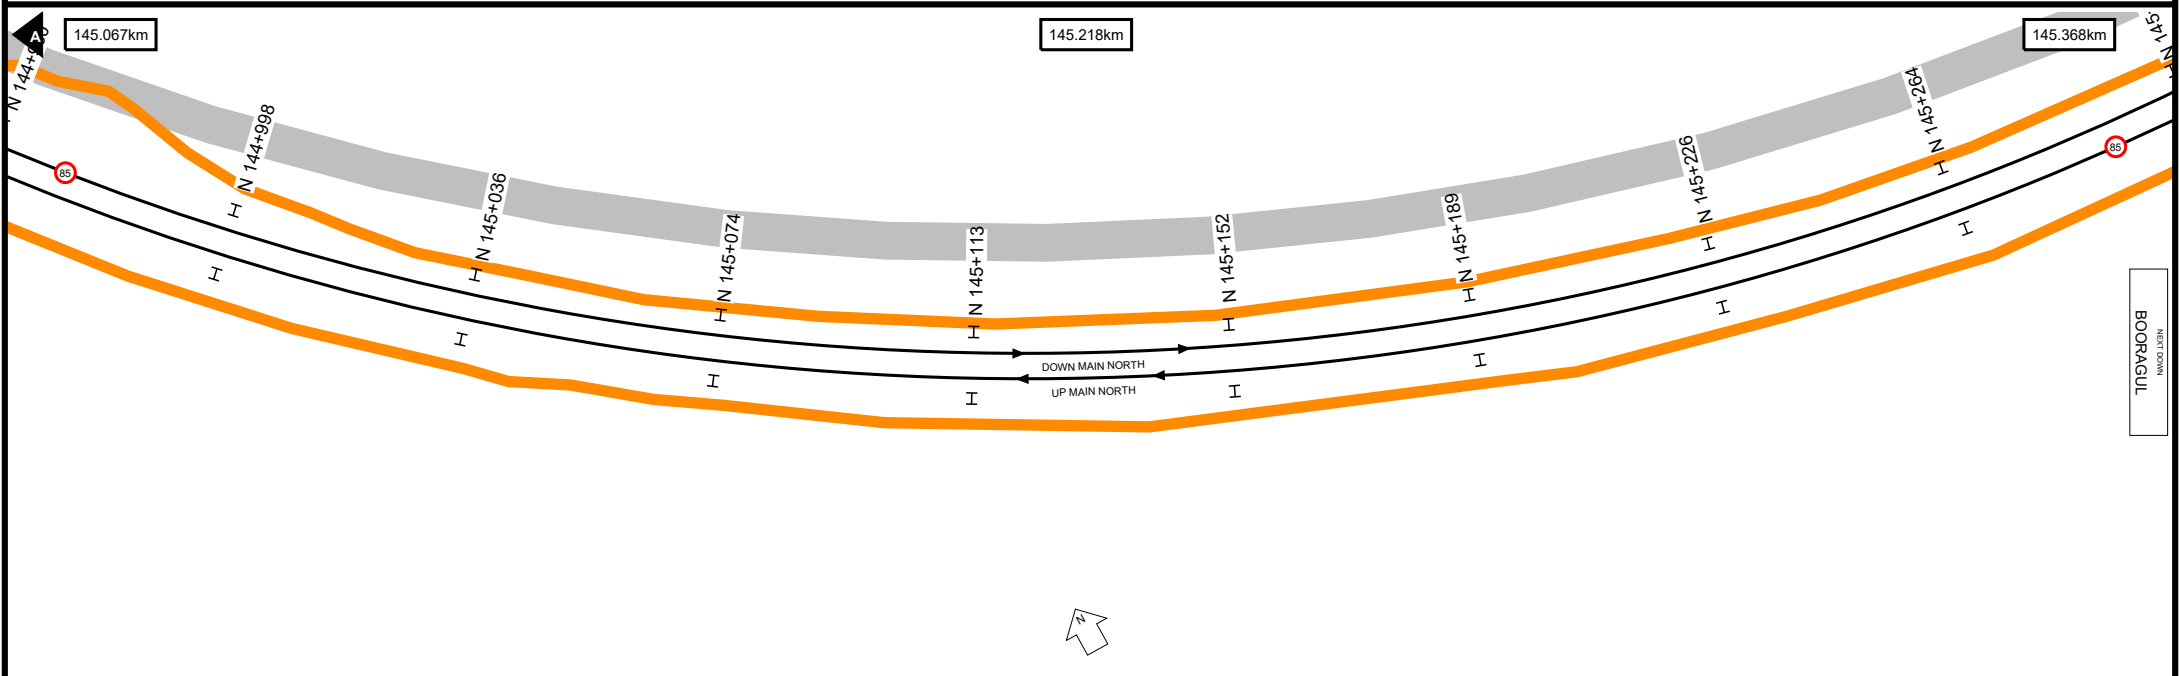 A
145.067km
145.218km
145.368km
N 144+998
N 145+036
N 145+074
N 145+113
N 145+152
N 145+189
N 145+226
N 145+264
85
85
DOWN MAIN NORTH
UP MAIN NORTH
NEXT DOWN
BOORAGUL
N